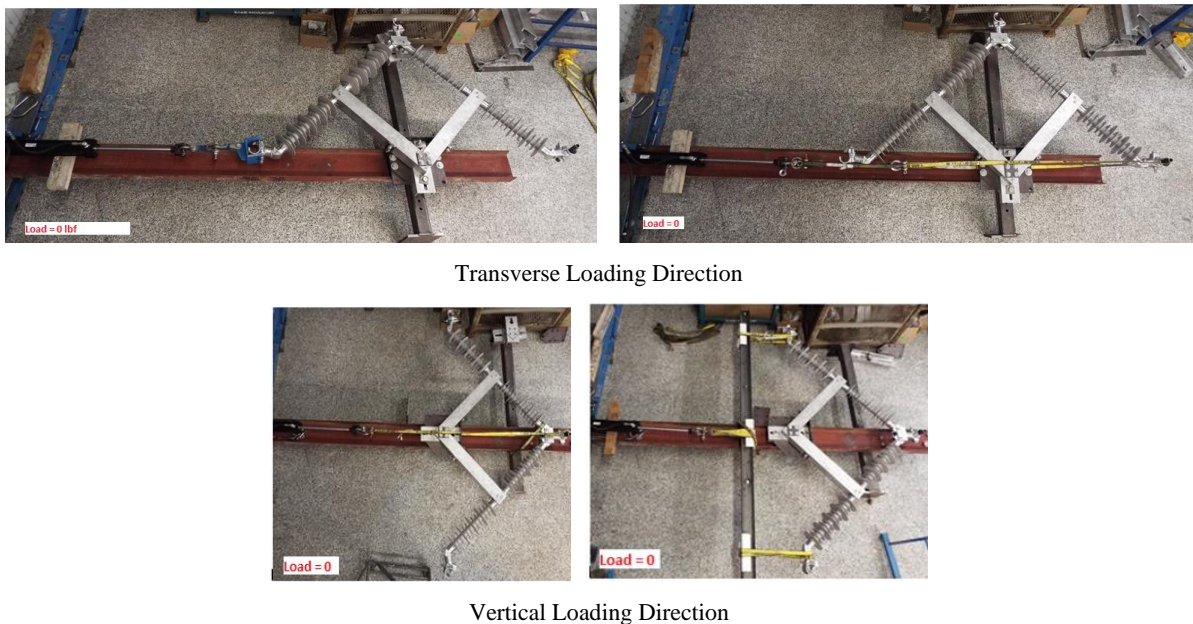 Load = 0 lbf
Load = 0
Transverse Loading Direction
Load = 0
Load = 0
Vertical Loading Direction